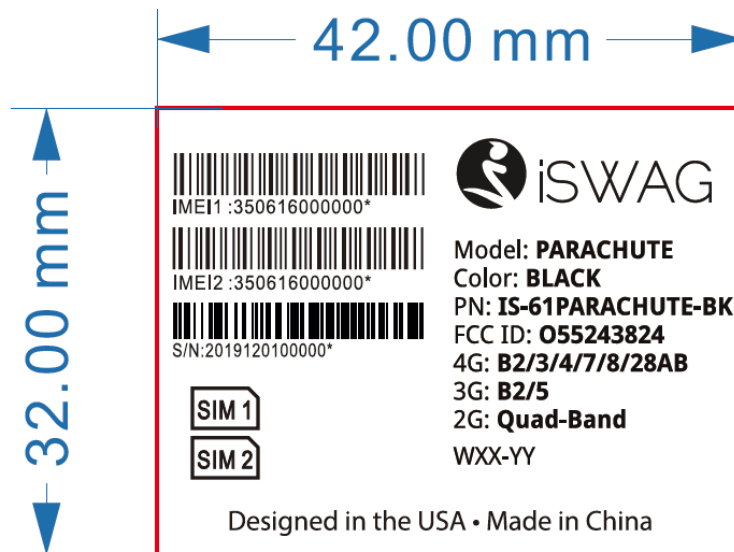 42.00 mm
32.00 mm
IMEI1 :350616000000*
IMEI2 :350616000000*
S/N:2019120100000*
SIM 1
SIM 2
iSWAG
Model: PARACHUTE
Color: BLACK
PN: IS-61PARACHUTE-BK
FCC ID: O55243824
4G: B2/3/4/7/8/28AB
3G: B2/5
2G: Quad-Band
WXX-YY
Designed in the USA • Made in China